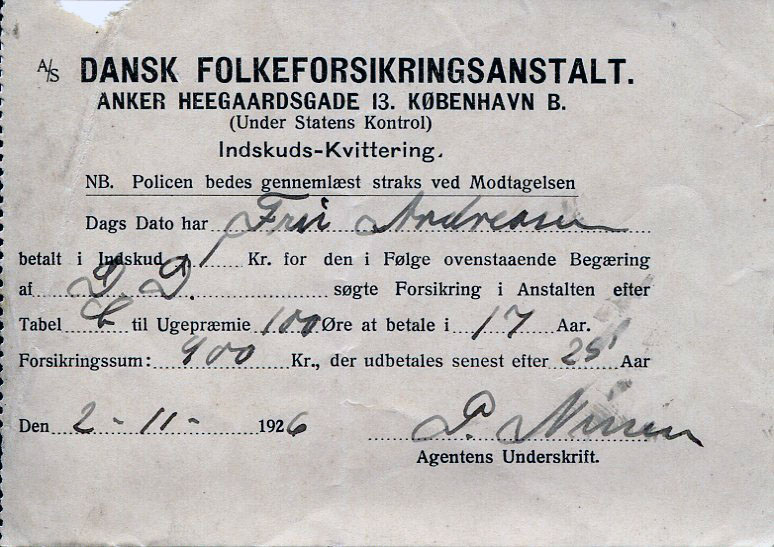 A/S DANSK FOLKEFORSIKRINGSANSTALT.
ANKER HEEGAARDSGADE 13. KØBENHAVN B.
(Under Statens Kontrol)
Indskuds-Kvittering.
NB. Policen bedes gennemlæst straks ved Modtagelsen
Dags Dato har Fru Andreasen
betalt i Indskud 1 Kr. for den i Følge ovenstaaende Begæring
af D. D. søgte Forsikring i Anstalten efter
Tabel C til Ugepræmie 100 Øre at betale i 17 Aar.
Forsikringssum: 900 Kr., der udbetales senest efter 25 Aar
Den 2-11- 1926 P. Nissen
Agentens Underskrift.